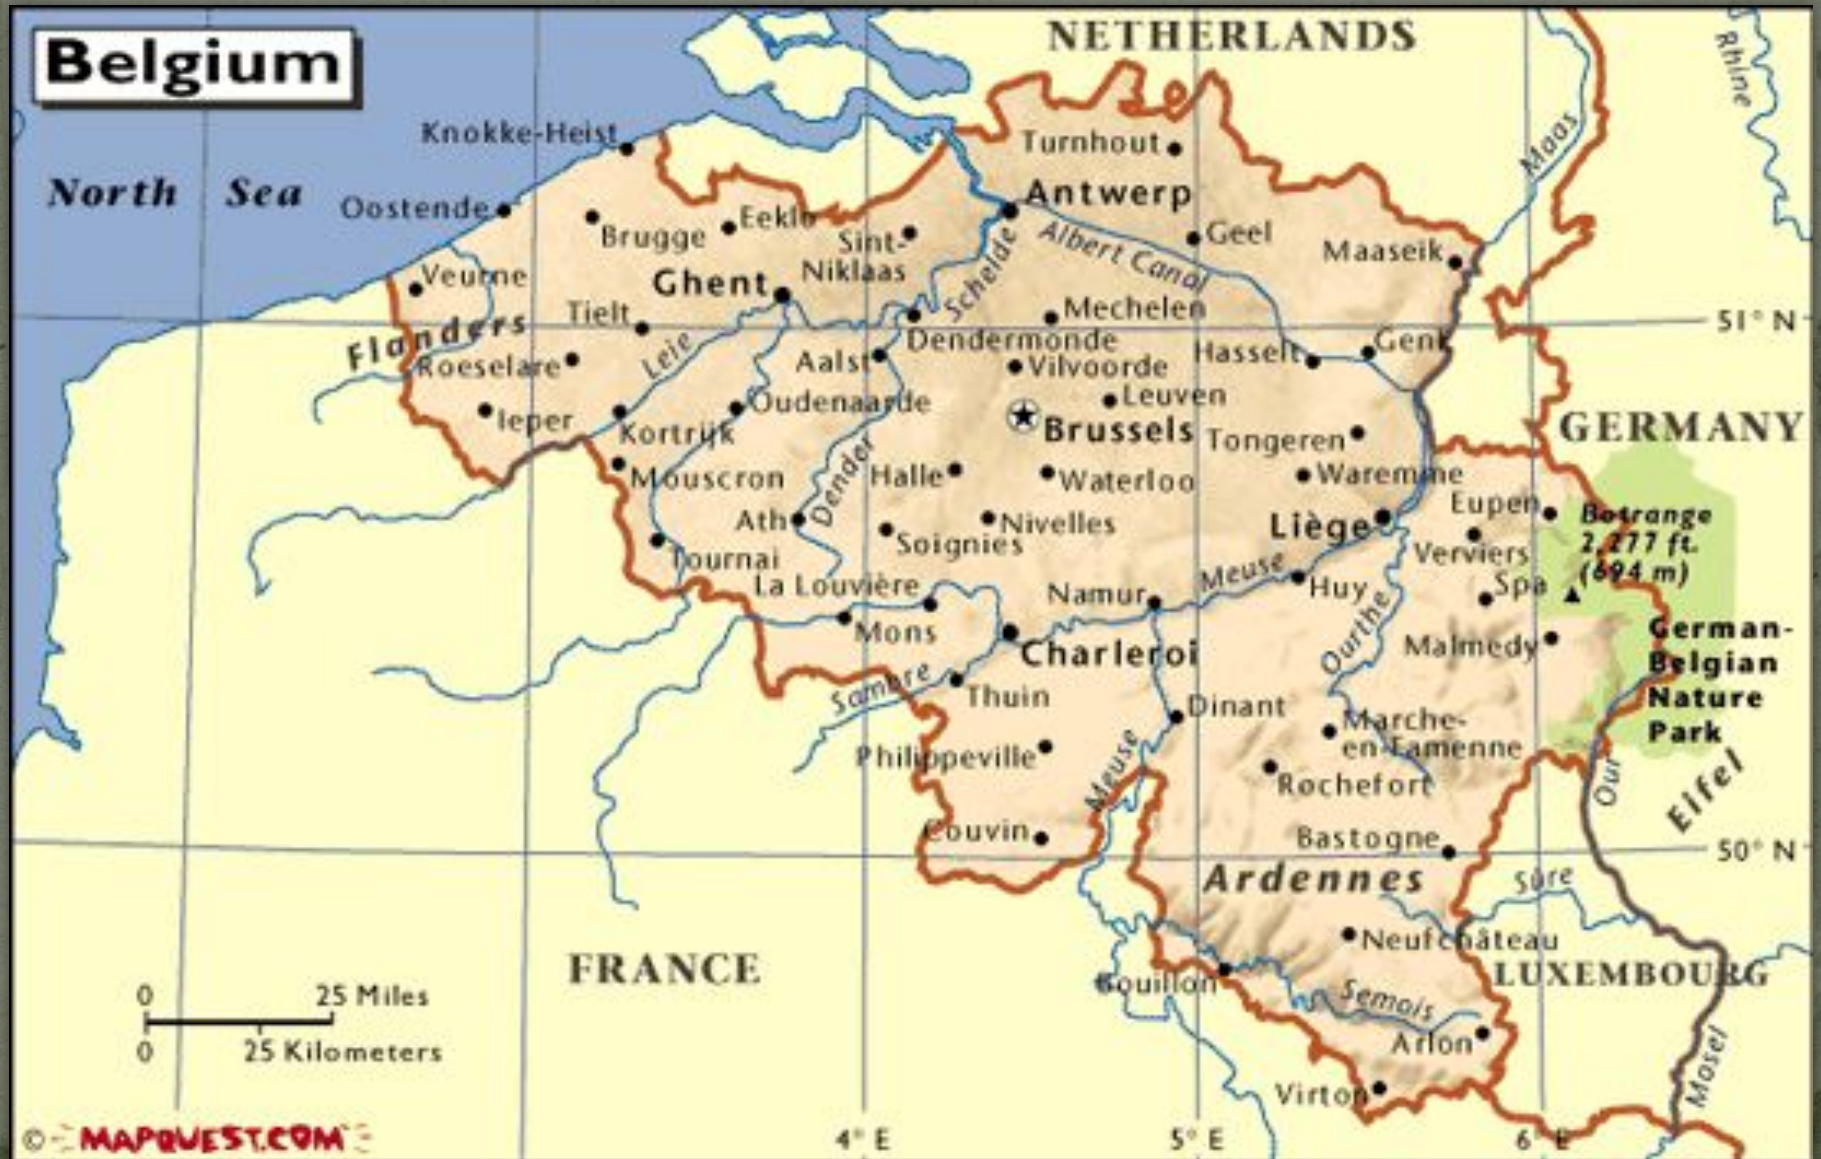 Belgium
NETHERLANDS
Rhine
Knokke-Heist
Turnhout
Maas
North Sea
Oostende
Antwerp
Brugge
Eeklo
Sint-
Niklaas
Albert Canal
Geel
Maaseik
Veurne
Ghent
Schelde
Mechelen
51° N
Tielt
Flanders
Leie
Dendermonde
Hasselt
Genk
Roeselare
Aalst
Vilvoorde
Leuven
Ieper
Oudenaarde
Kortrijk
Brussels
Tongeren
GERMANY
Mouscron
Dender
Halle
Waterloo
Waremme
Eupen
Botrange
2,277 ft.
(694 m)
Ath
Soignies
Nivelles
Liège
Verviers
Tournai
La Louvière
Namur
Meuse
Huy
Spa
Mons
Charleroi
Ourthe
Malmedy
German-
Belgian
Nature
Park
Sambre
Thuin
Dinant
Marche-
en-Famenne
Philippeville
Meuse
Rochefort
Our
Eifel
Couvin
Bastogne
50° N
Ardennes
Sûre
Neufchâteau
FRANCE
LUXEMBOURG
Bouillon
Semois
0 25 Miles
0 25 Kilometers
Arlon
Virton
Mosel
© MAPQUEST.COM
4° E
5° E
6° E